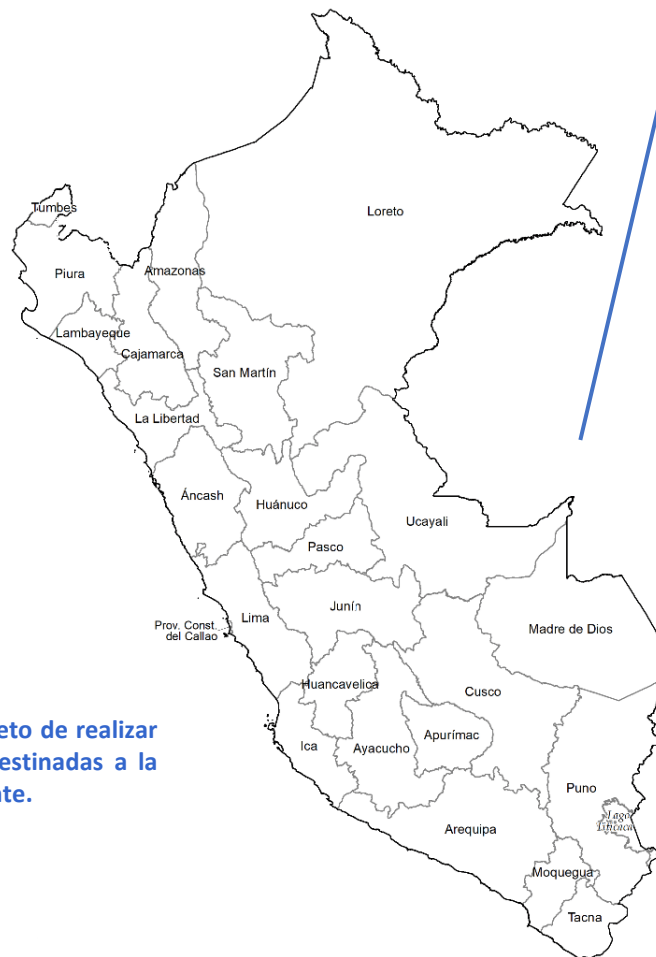 Tumbes
Loreto
Piura
Amazonas
Lambayeque
Cajamarca
San Martín
La Libertad
Áncash
Huánuco
Ucayali
Pasco
Junín
Lima
Prov. Const.
del Callao
Madre de Dios
Huancavelica
Cusco
eto de realizar
estinadas a la
nte.
Ica
Ayacucho
Apurímac
Puno
Lago
Titicaca
Arequipa
Moquegua
Tacna